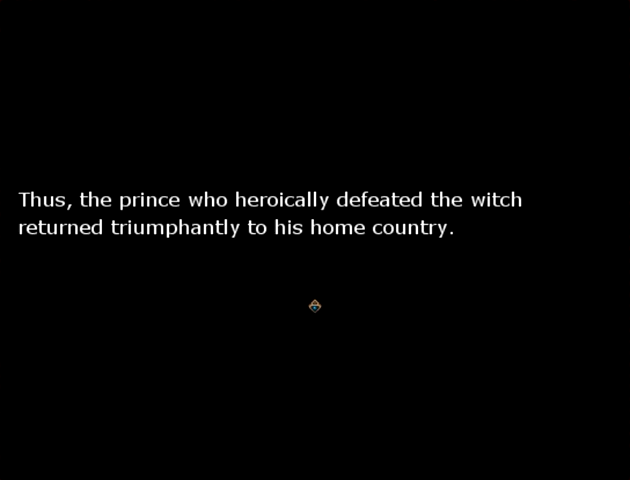 Thus, the prince who heroically defeated the witch
returned triumphantly to his home country.